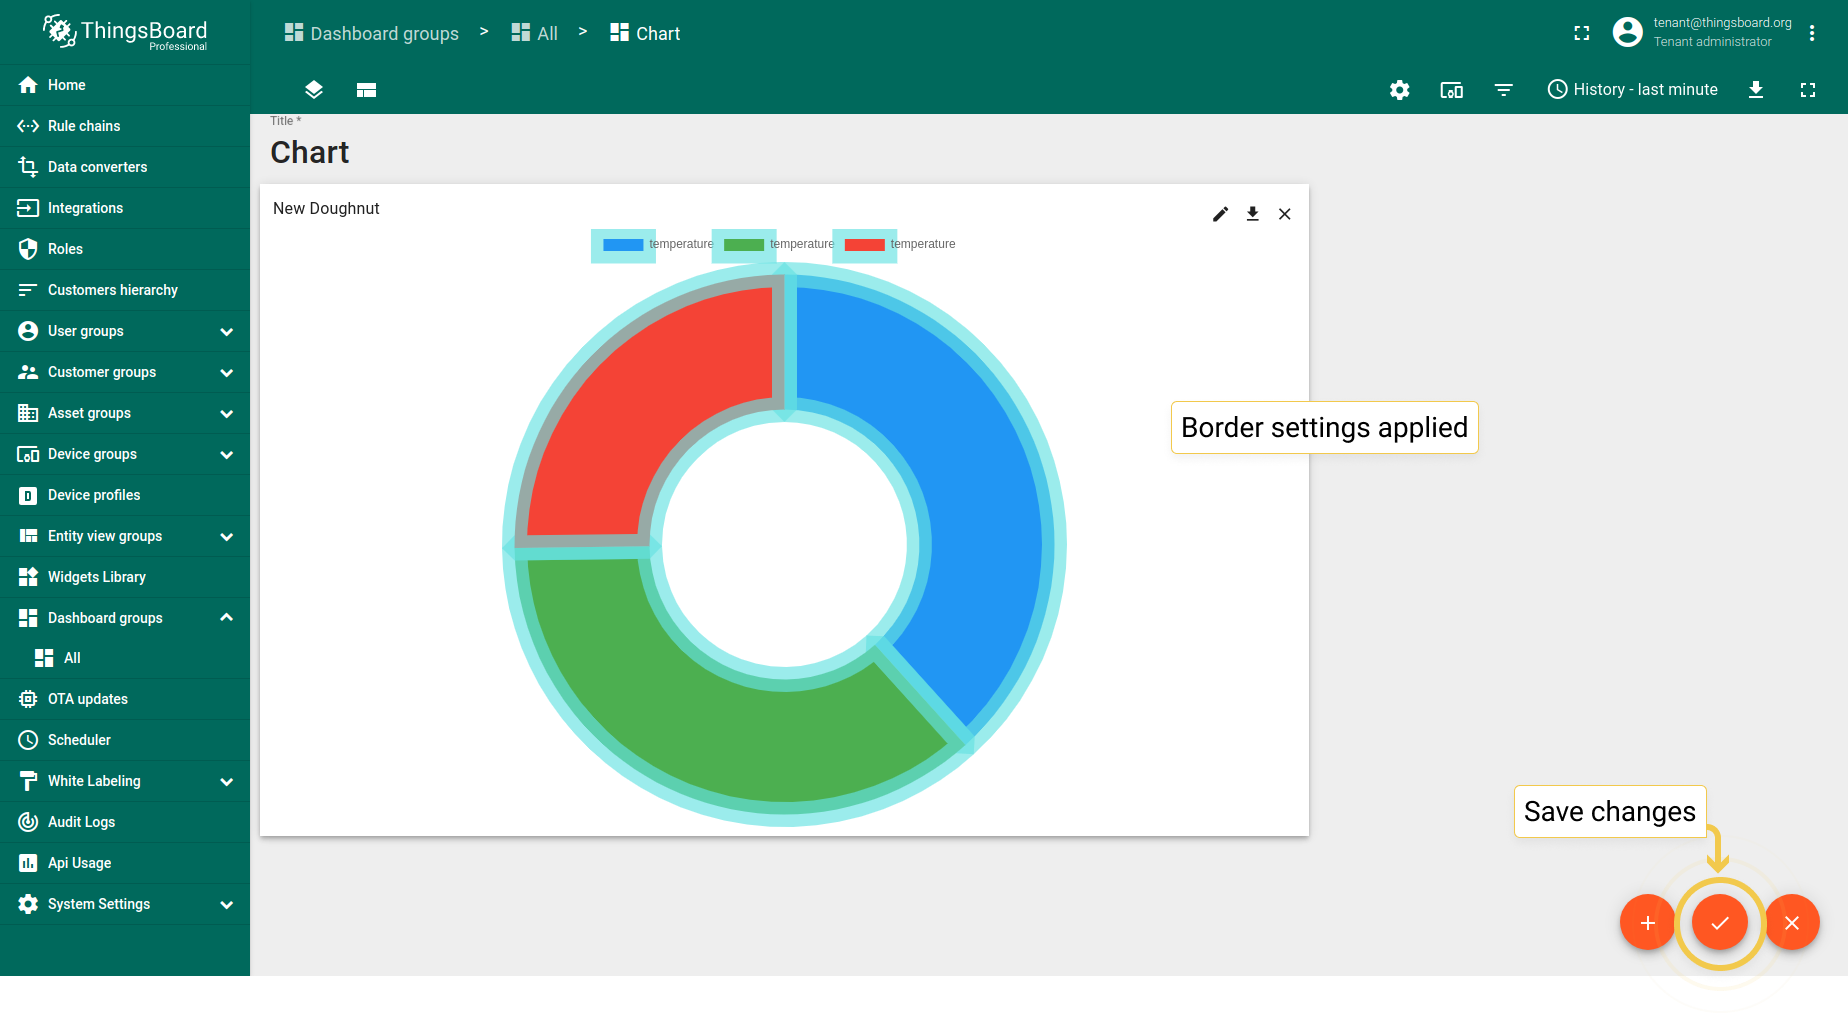 ThingsBoard
Professional
Dashboard groups > All > Chart
tenant@thingsboard.org
Tenant administrator
History - last minute
Home
Rule chains
Data converters
Integrations
Roles
Customers hierarchy
User groups
Customer groups
Asset groups
Device groups
Device profiles
Entity view groups
Widgets Library
Dashboard groups
All
OTA updates
Scheduler
White Labeling
Audit Logs
Api Usage
System Settings
Title *
Chart
New Doughnut
temperature temperature temperature
Border settings applied
Save changes